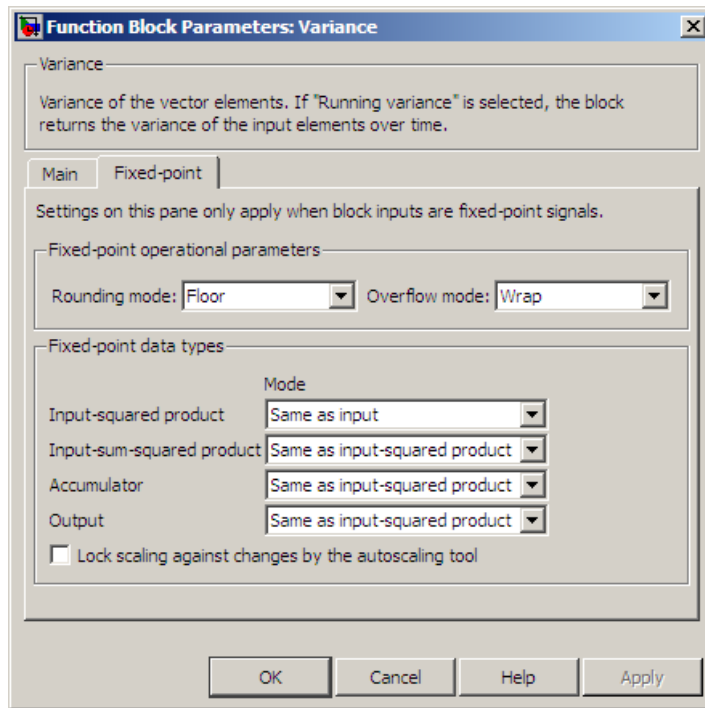 Function Block Parameters: Variance
Variance
Variance of the vector elements. If "Running variance" is selected, the block
returns the variance of the input elements over time.
Main Fixed-point
Settings on this pane only apply when block inputs are fixed-point signals.
Fixed-point operational parameters
Rounding mode: Floor Overflow mode: Wrap
Fixed-point data types
Mode
Input-squared product Same as input
Input-sum-squared product Same as input-squared product
Accumulator Same as input-squared product
Output Same as input-squared product
Lock scaling against changes by the autoscaling tool
OK Cancel Help Apply